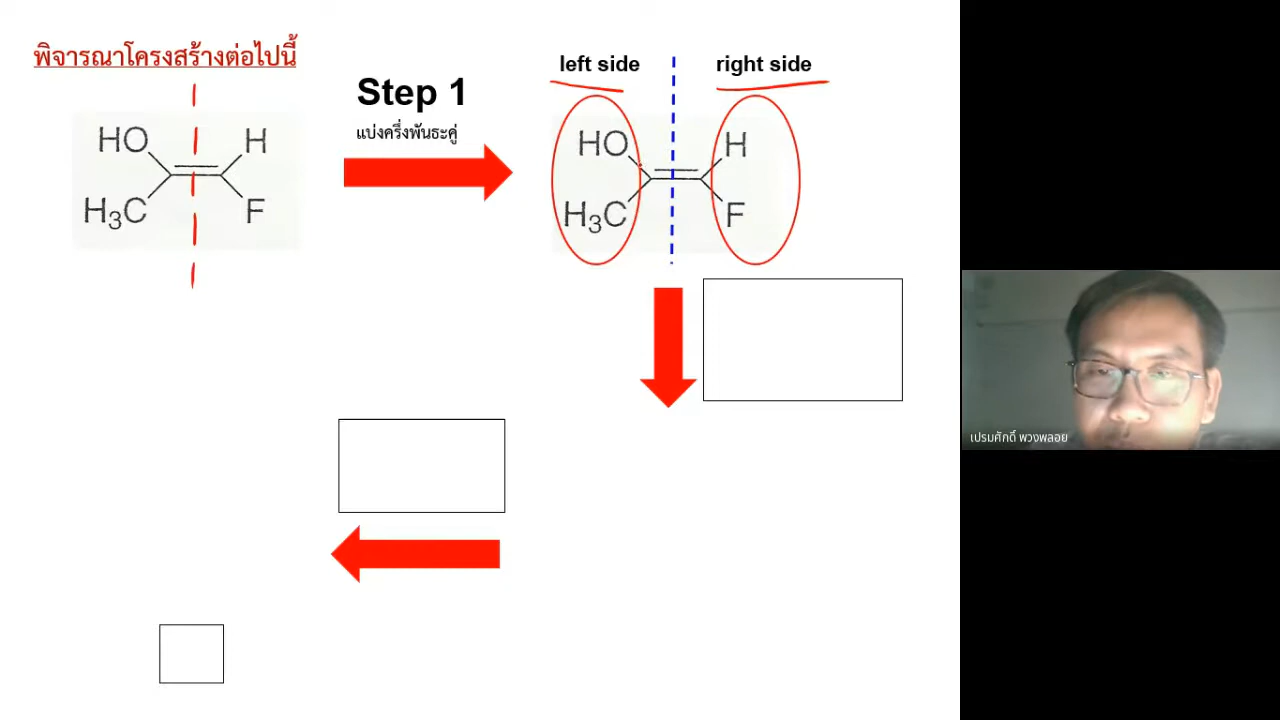 พิจารณาโครงสร้างต่อไปนี้
HO
H
H₃C
F
Step 1
แบ่งครึ่งพันธะคู่
left side
right side
HO
H
H₃C
F
เปรมศักดิ์ พวงพลอย